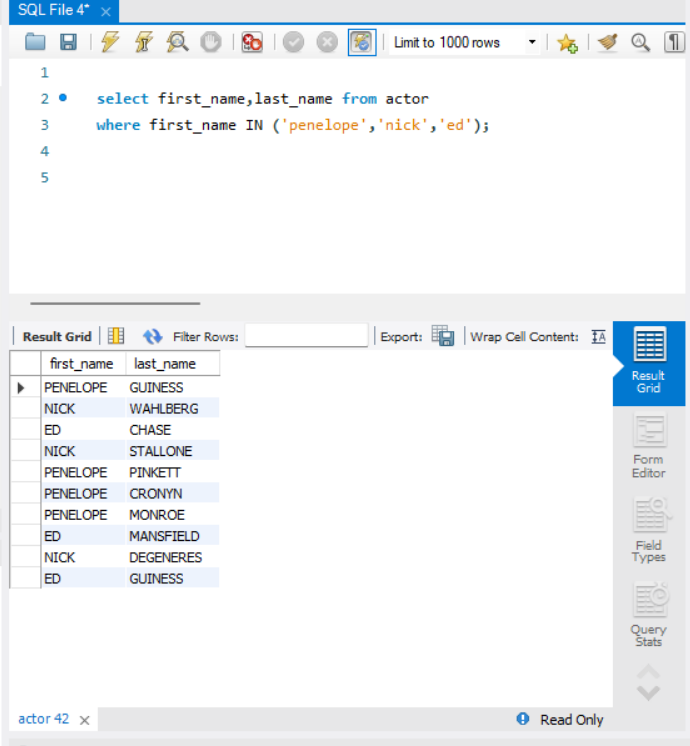 SQL File 4*
Limit to 1000 rows
1
2 select first_name,last_name from actor
3 where first_name IN ('penelope','nick','ed');
4
5
Result Grid Filter Rows: Export: Wrap Cell Content:
first_name last_name
PENELOPE GUINESS
NICK WAHLBERG
ED CHASE
NICK STALLONE
PENELOPE PINKETT
PENELOPE CRONYN
PENELOPE MONROE
ED MANSFIELD
NICK DEGENERES
ED GUINESS
Result
Grid
Form
Editor
Field
Types
Query
Stats
actor 42 Read Only